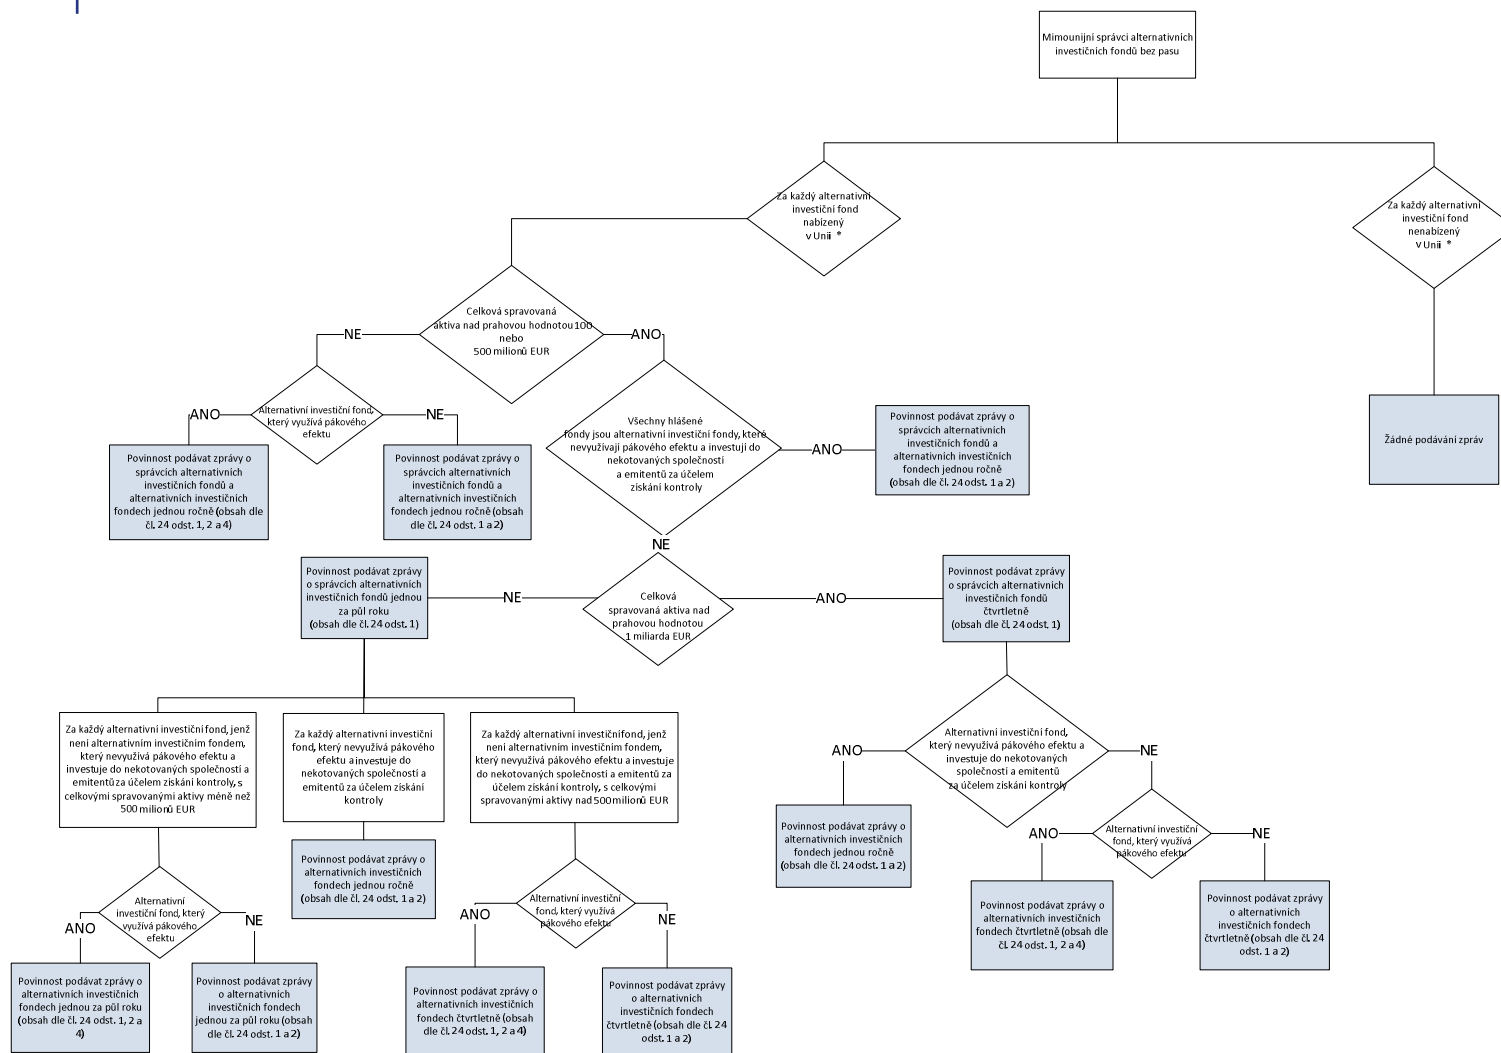 Mimounijní správci alternativních
investičních fondů bez pasu
Za každý alternativní
investiční fond
nabízený
v Unii *
Za každý alternativní
investiční fond
nenabízený
v Unii *
Celková spravovaná
aktiva nad prahovou hodnotou 100
nebo
500 milionů EUR
NE
ANO
Alternativní investiční fond,
který využívá pákového
efektu
ANO
NE
Všechny hlášené
fondy jsou alternativní investiční fondy, které
nevyužívají pákového efektu a investují do
nekotovaných společností
a emitentů za účelem
získání kontroly
ANO
Povinnost podávat zprávy o
správcích alternativních
investičních fondů a
alternativních investičních
fondech jednou ročně
(obsah dle čl. 24 odst. 1 a 2)
Žádné podávání zpráv
Povinnost podávat zprávy o
správcích alternativních
investičních fondů a
alternativních investičních
fondech jednou ročně (obsah dle
čl. 24 odst. 1, 2 a 4)
Povinnost podávat zprávy o
správcích alternativních
investičních fondů a
alternativních investičních
fondech jednou ročně (obsah
dle čl. 24 odst. 1 a 2)
NE
Povinnost podávat zprávy
o správcích alternativních
investičních fondů jednou
za půl roku
(obsah dle čl. 24 odst. 1)
NE
Celková
spravovaná aktiva nad
prahovou hodnotou
1 miliarda EUR
ANO
Povinnost podávat zprávy
o správcích alternativních
investičních fondů
čtvrtletně
(obsah dle čl. 24 odst. 1)
Za každý alternativní investiční fond, jenž
není alternativním investičním fondem,
který nevyužívá pákového efektu a
investuje do nekotovaných společností a
emitentů za účelem získání kontroly, s
celkovými spravovanými aktivy méně než
500 milionů EUR
Za každý alternativní investiční
fond, který nevyužívá pákového
efektu a investuje do
nekotovaných společností a
emitentů za účelem získání
kontroly
Za každý alternativní investiční fond, jenž
není alternativním investičním fondem,
který nevyužívá pákového efektu a investuje
do nekotovaných společností a emitentů za
účelem získání kontroly, s celkovými
spravovanými aktivy nad 500 milionů EUR
Alternativní investiční fond,
který nevyužívá pákového efektu a
investuje do nekotovaných
společností a emitentů
za účelem získání kontroly
ANO
NE
Povinnost podávat zprávy o
alternativních investičních
fondech jednou ročně
(obsah dle čl. 24 odst. 1 a 2)
Alternativní investiční
fond, který využívá
pákového efektu
ANO
NE
Povinnost podávat zprávy o
alternativních investičních
fondech jednou ročně
(obsah dle čl. 24 odst. 1 a 2)
Alternativní
investiční fond, který
využívá pákového
efektu
ANO
NE
Alternativní investiční
fond, který využívá
pákového efektu
ANO
NE
Povinnost podávat zprávy o
alternativních investičních
fondech čtvrtletně (obsah dle
čl. 24 odst. 1, 2 a 4)
Povinnost podávat zprávy
o alternativních
investičních fondech
čtvrtletně (obsah dle čl. 24
odst. 1 a 2)
Povinnost podávat zprávy o
alternativních investičních
fondech jednou za půl roku
(obsah dle čl. 24 odst. 1, 2 a
4)
Povinnost podávat zprávy
o alternativních
investičních fondech
jednou za půl roku (obsah
dle čl. 24 odst. 1 a 2)
Povinnost podávat zprávy o
alternativních investičních
fondech čtvrtletně (obsah
dle čl. 24 odst. 1, 2 a 4)
Povinnost podávat zprávy
o alternativních
investičních fondech
čtvrtletně (obsah dle čl. 24
odst. 1 a 2)